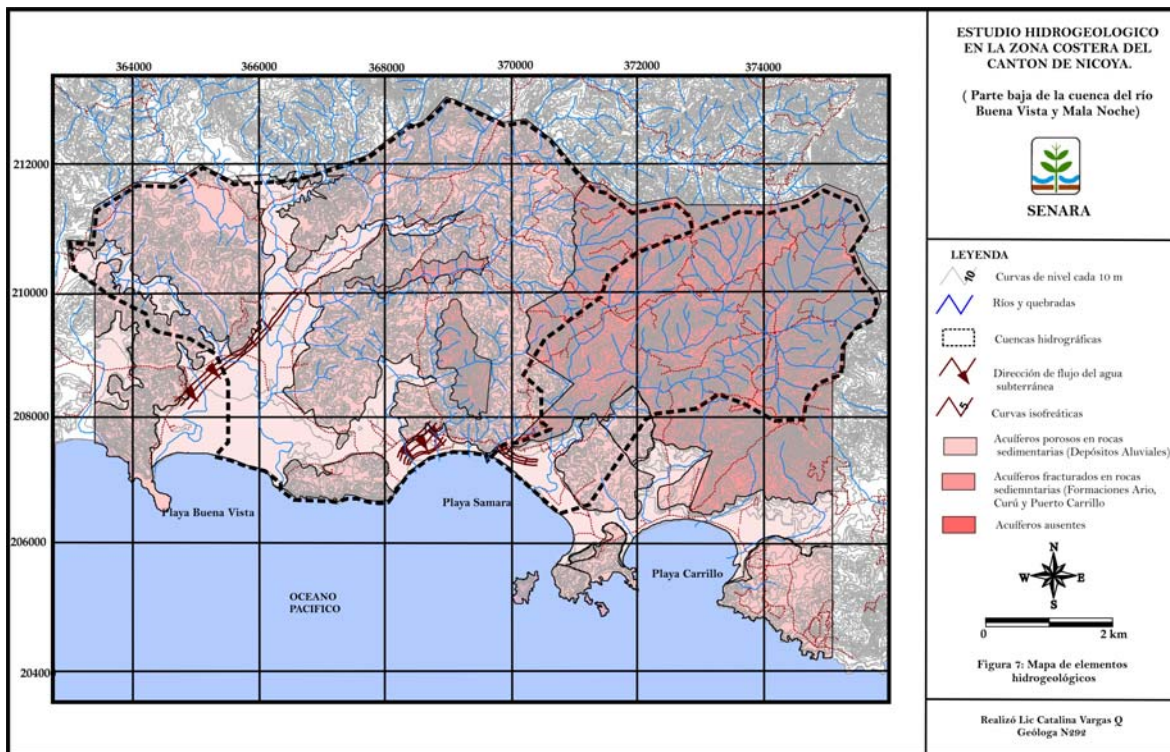 364000 366000 368000 370000 372000 374000
212000
210000
208000
206000
204000
Playa Buena Vista
Playa Samara
Playa Carrillo
OCEANO
PACIFICO
ESTUDIO HIDROGEOLOGICO
EN LA ZONA COSTERA DEL
CANTON DE NICOYA.
( Parte baja de la cuenca del río
Buena Vista y Mala Noche)
SENARA
LEYENDA
10
Curvas de nivel cada 10 m
Ríos y quebradas
Cuencas hidrográficas
Dirección de flujo del agua
subterránea
5
Curvas isofreáticas
Acuíferos porosos en rocas
sedimentarias (Depósitos Aluviales)
Acuíferos fracturados en rocas
sediemntarias (Formaciones Ario,
Curú y Puerto Carrillo
Acuíferos ausentes
N
W E
S
0 2 km
Figura 7: Mapa de elementos
hidrogeológicos
Realizó Lic Catalina Vargas Q
Geóloga N292